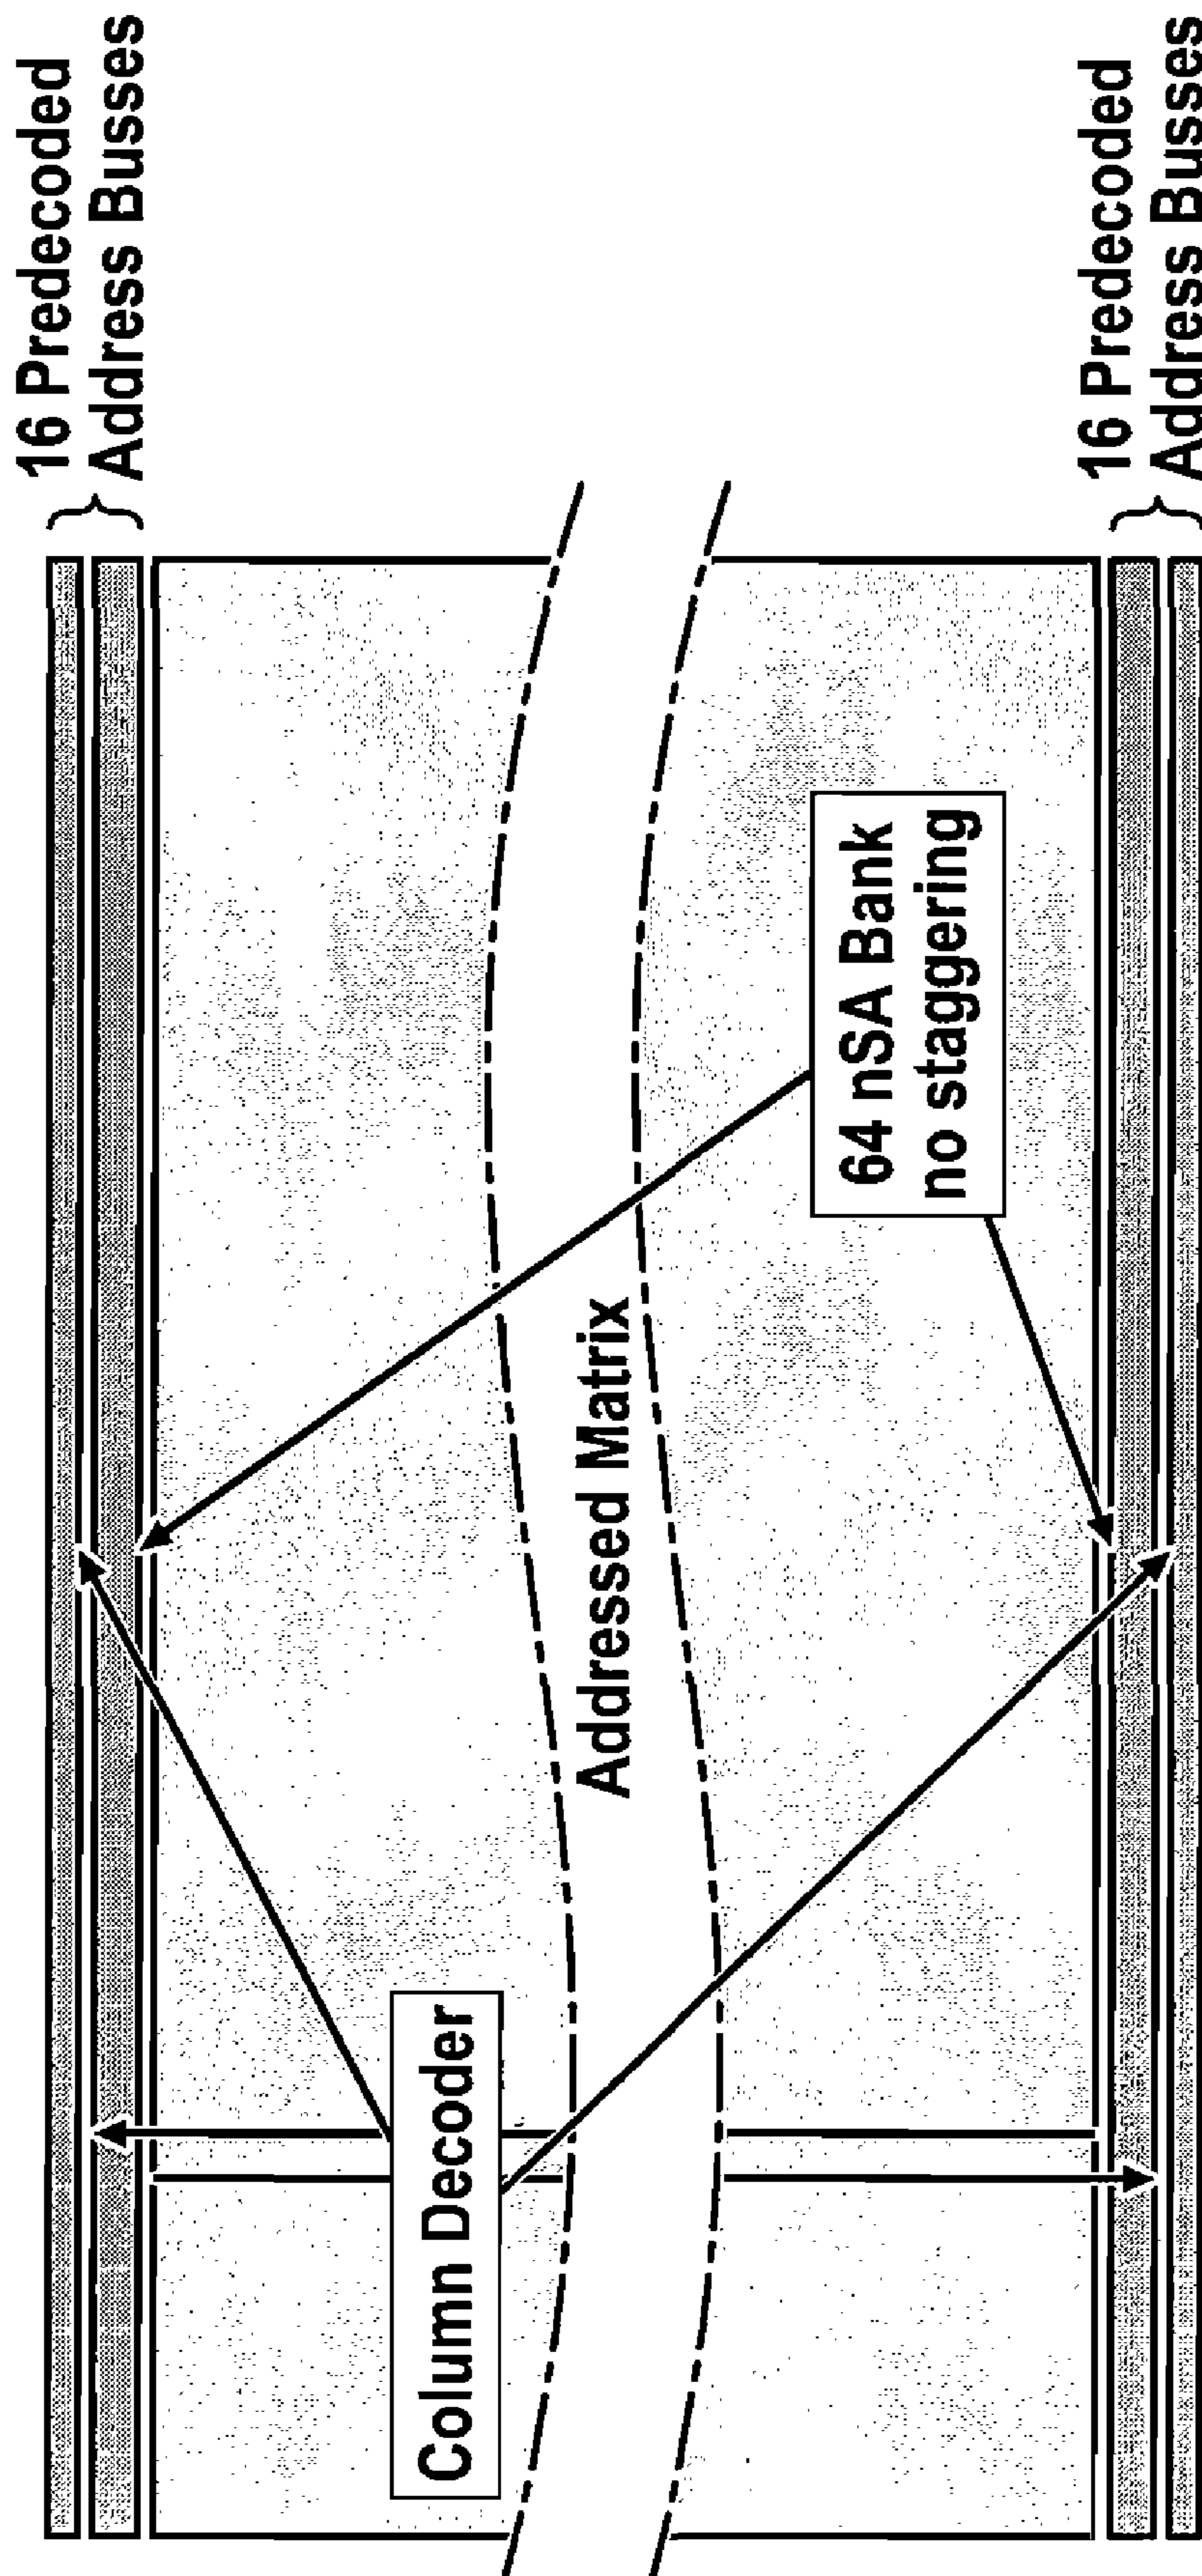 16 Predecoded
Address Busses
Column Decoder
Addressed Matrix
64 nSA Bank
no staggering
16 Predecoded
Address Busses